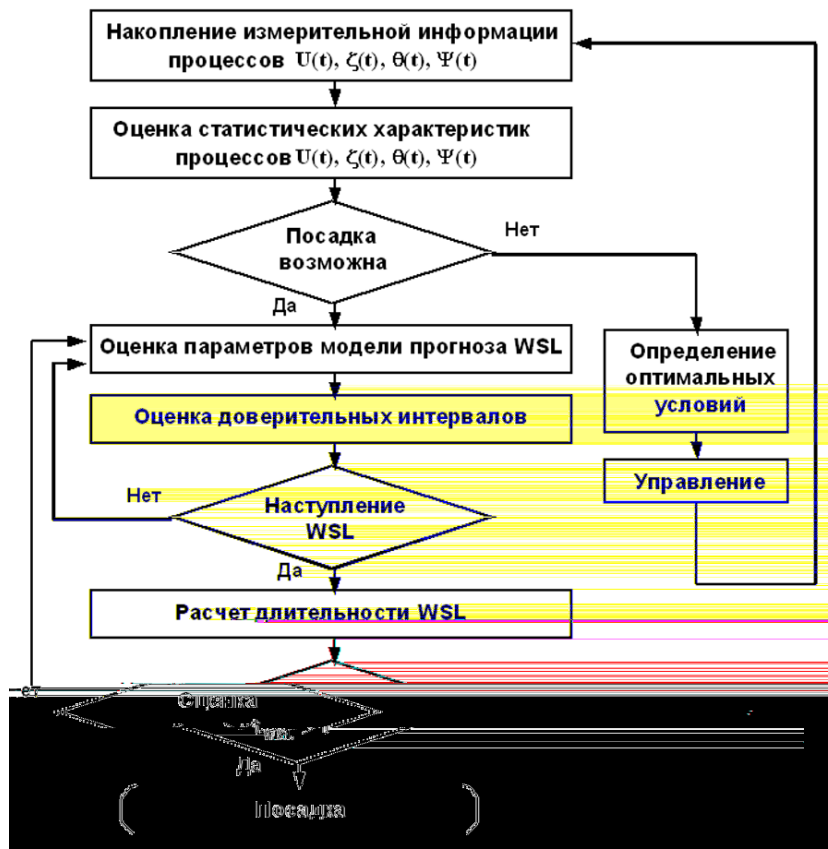 Накопление измерительной информации
процессов U(t), ζ(t), θ(t), Ψ(t)
Оценка статистических характеристик
процессов U(t), ζ(t), θ(t), Ψ(t)
Посадка
возможна
Нет
Да
Оценка параметров модели прогноза WSL
Определение
оптимальных
условий
Оценка доверительных интервалов
Управление
Нет
Наступление
WSL
Да
Расчет длительности WSL
Оценка
Да
Посадка